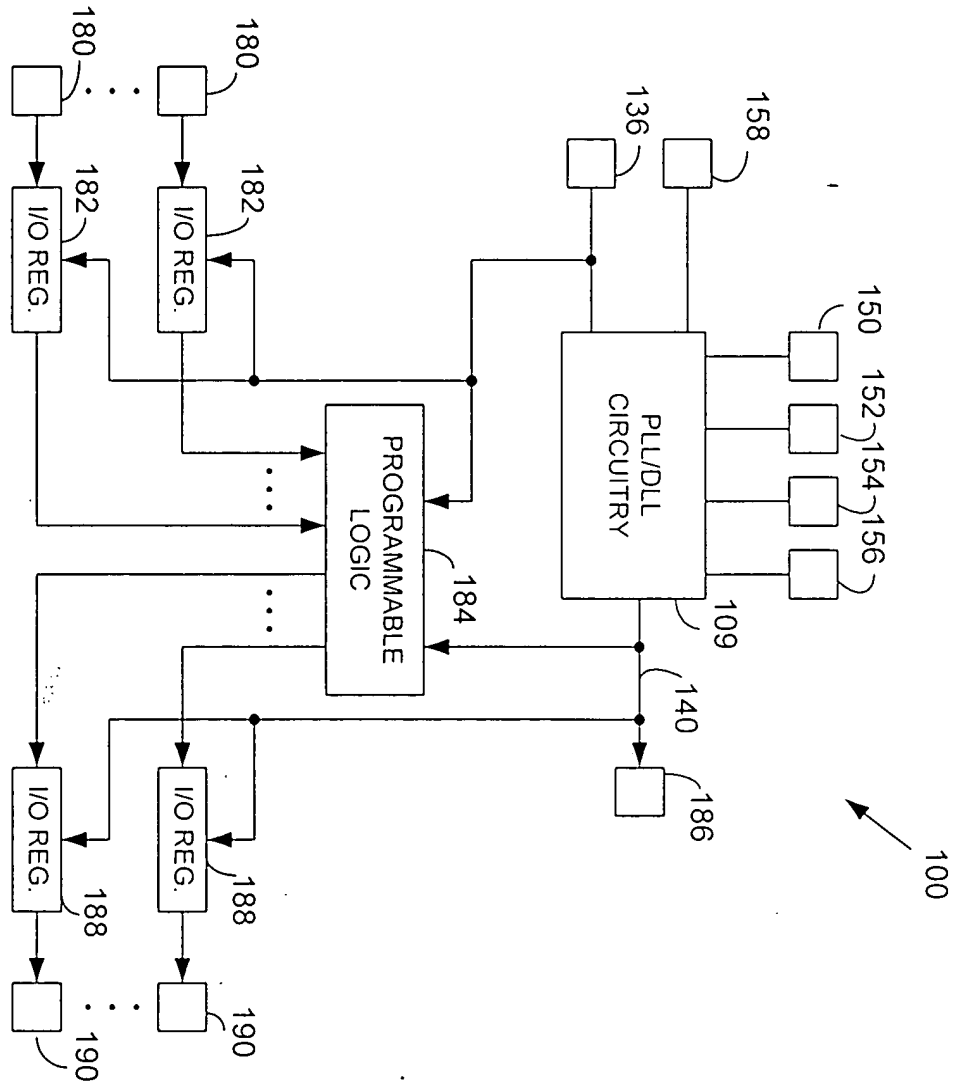 180
180
182
I/O REG.
182
I/O REG.
136
158
150
152
154
156
PLL/DLL
CIRCUITRY
109
PROGRAMMABLE
LOGIC
184
140
186
100
I/O REG.
188
I/O REG.
188
190
190